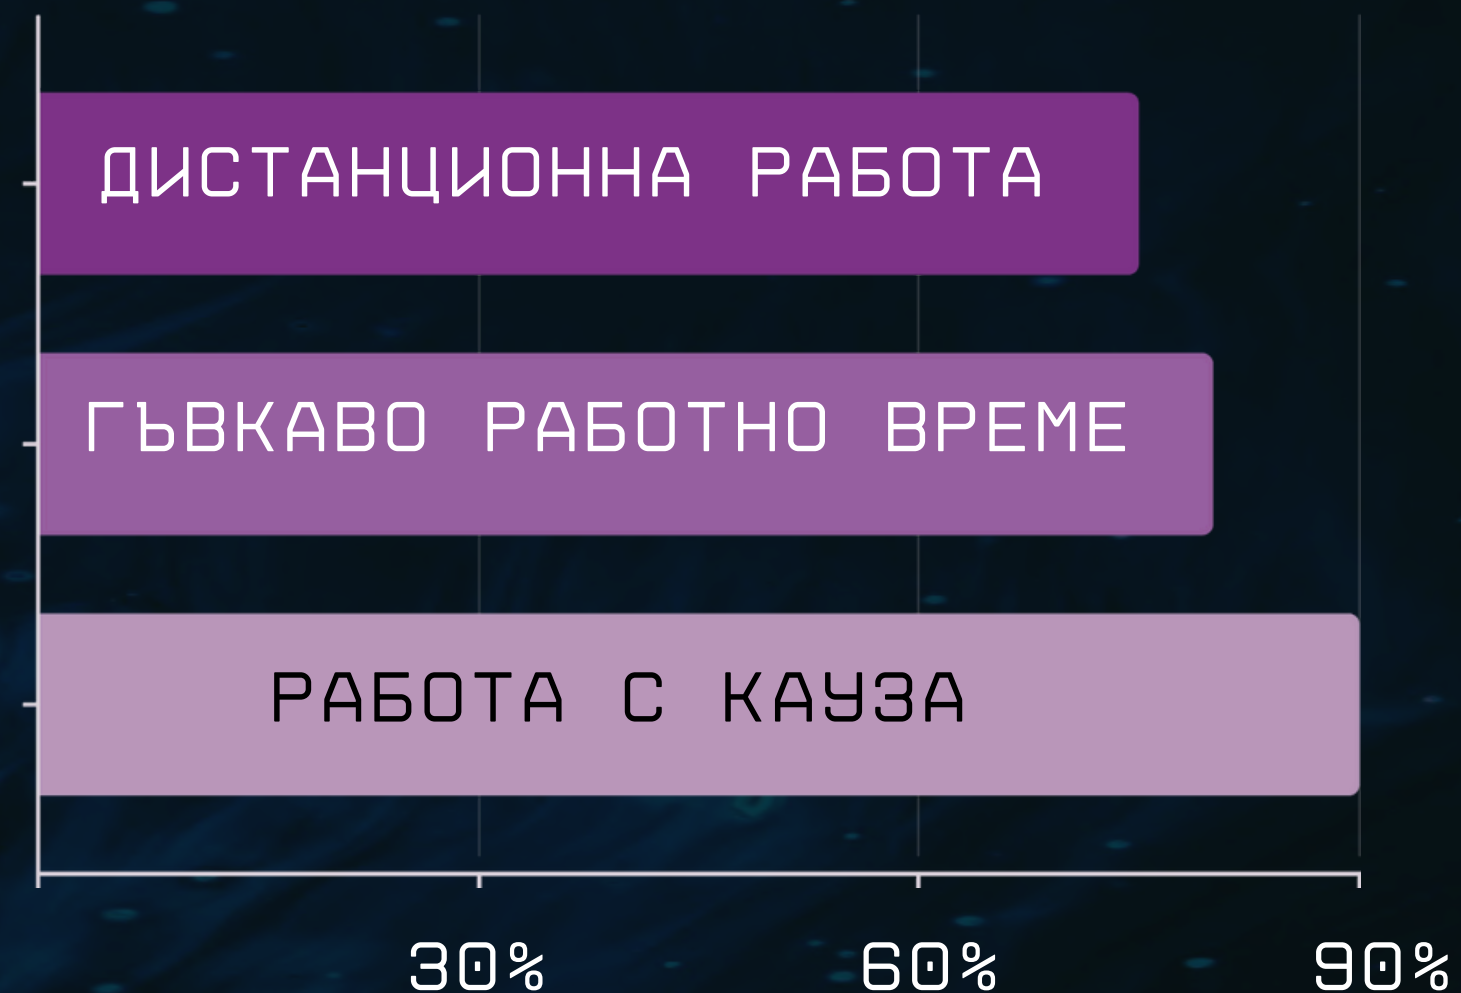 ДИСТАНЦИОННА РАБОТА
ГЪВКАВО РАБОТНО ВРЕМЕ
РАБОТА С КАУЗА
30% 60% 90%